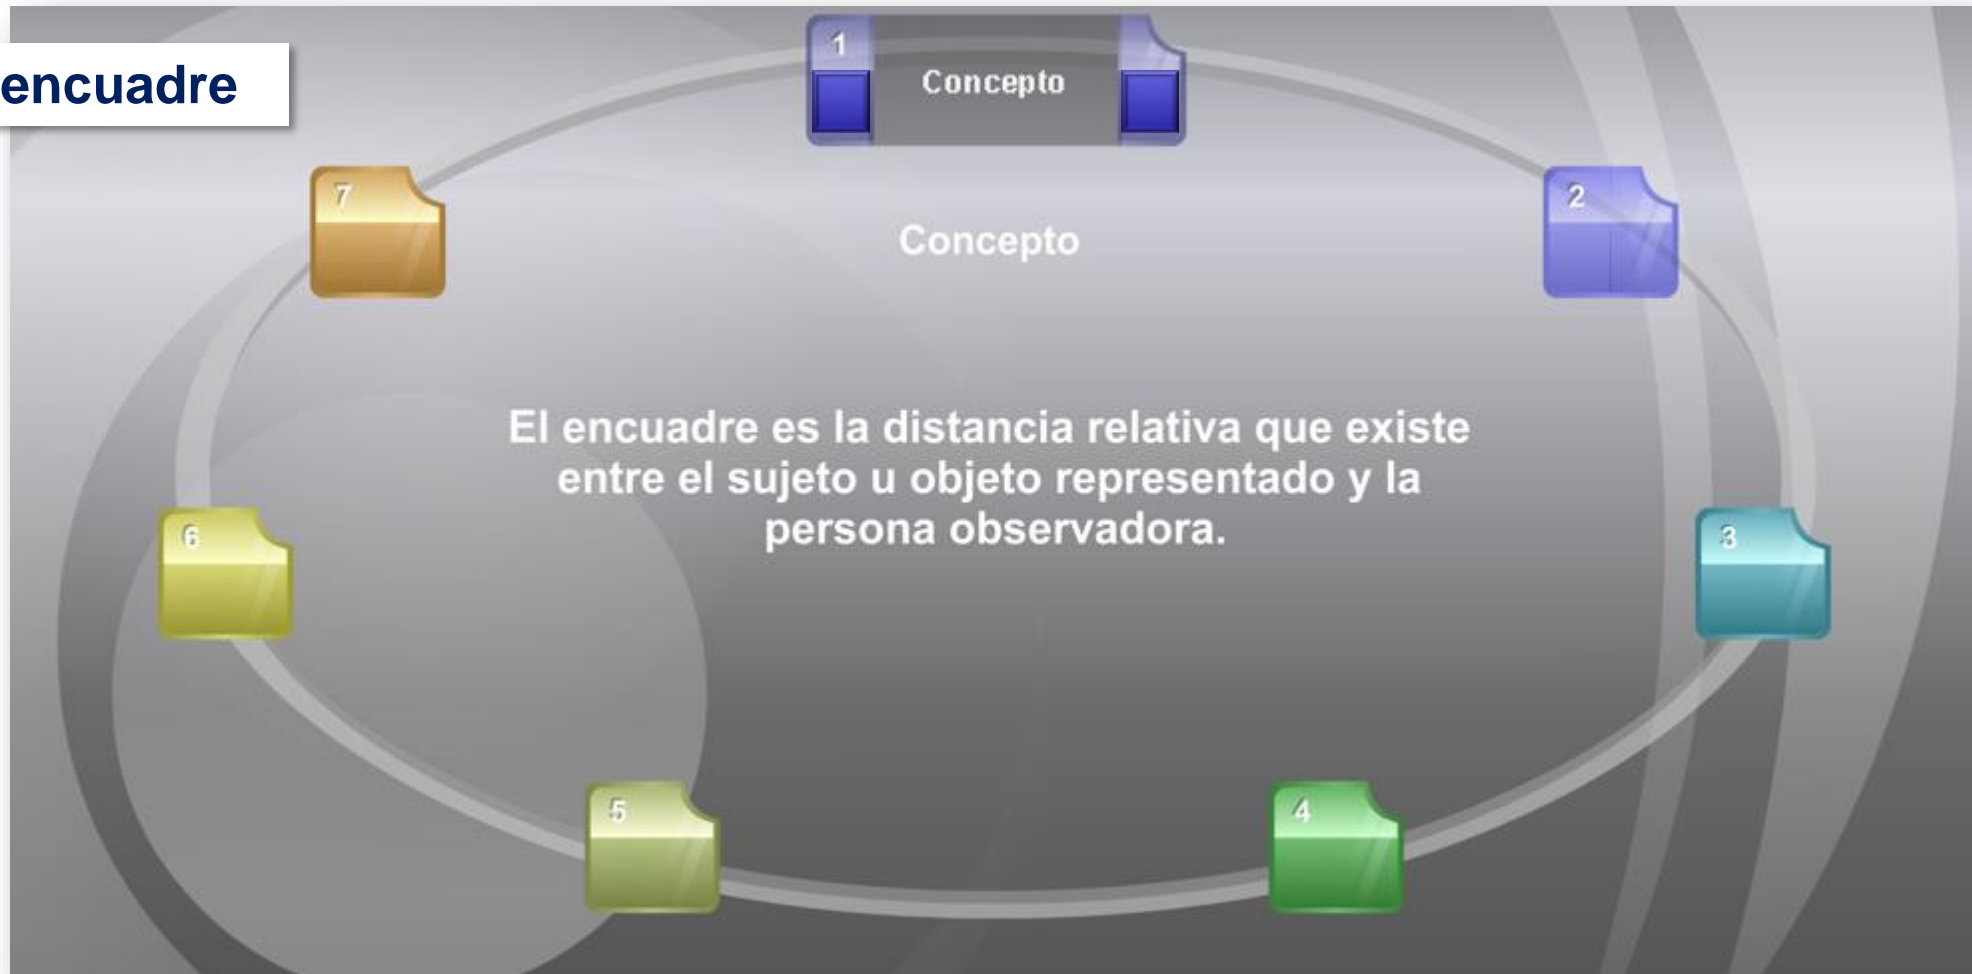 encuadre
1
Concepto
7
2
Concepto
El encuadre es la distancia relativa que existe
entre el sujeto u objeto representado y la
persona observadora.
6
3
5
4